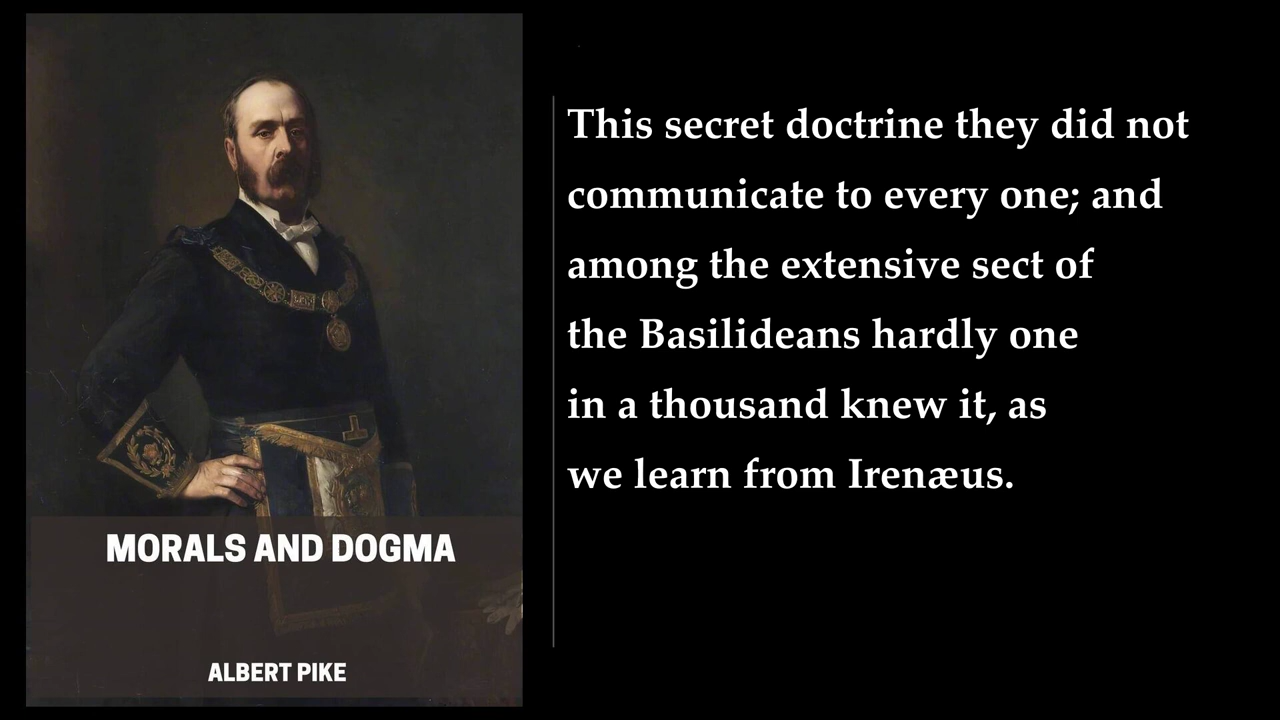 MORALS AND DOGMA
ALBERT PIKE
This secret doctrine they did not
communicate to every one; and
among the extensive sect of
the Basilideans hardly one
in a thousand knew it, as
we learn from Irenæus.